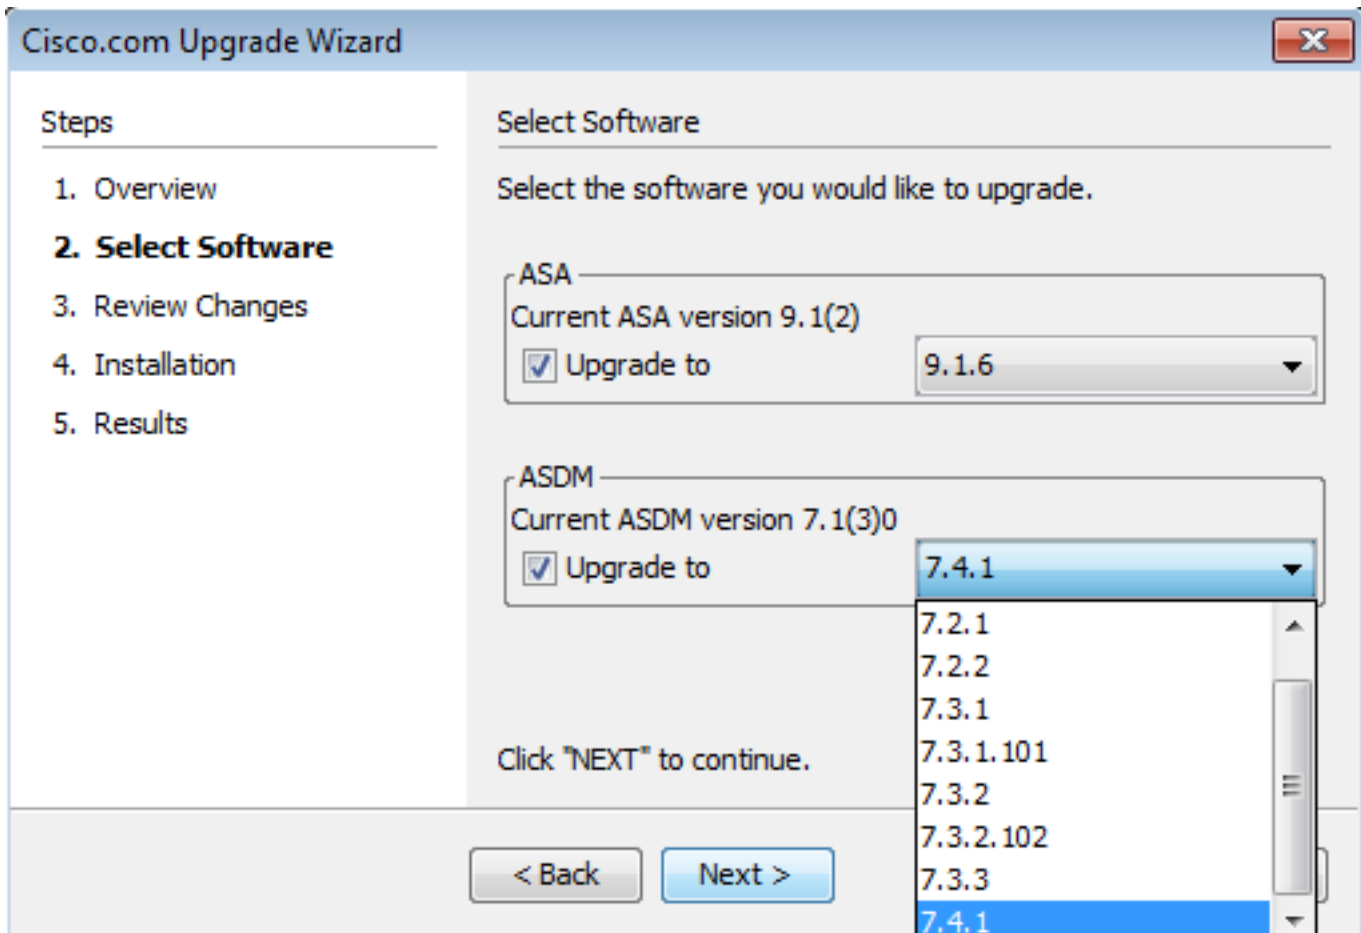 Cisco.com Upgrade Wizard
Steps
1. Overview
2. Select Software
3. Review Changes
4. Installation
5. Results
Select Software
Select the software you would like to upgrade.
ASA
Current ASA version 9.1(2)
Upgrade to 9.1.6
ASDM
Current ASDM version 7.1(3)0
Upgrade to 7.4.1
7.2.1
7.2.2
7.3.1
7.3.1.101
7.3.2
7.3.2.102
7.3.3
7.4.1
Click "NEXT" to continue.
< Back Next >